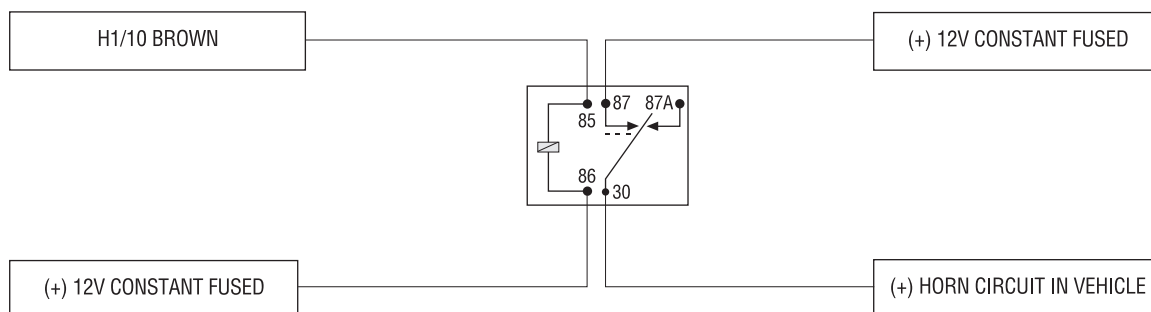 H1/10 BROWN
(+) 12V CONSTANT FUSED
87 87A
85
86
30
(+) 12V CONSTANT FUSED
(+) HORN CIRCUIT IN VEHICLE